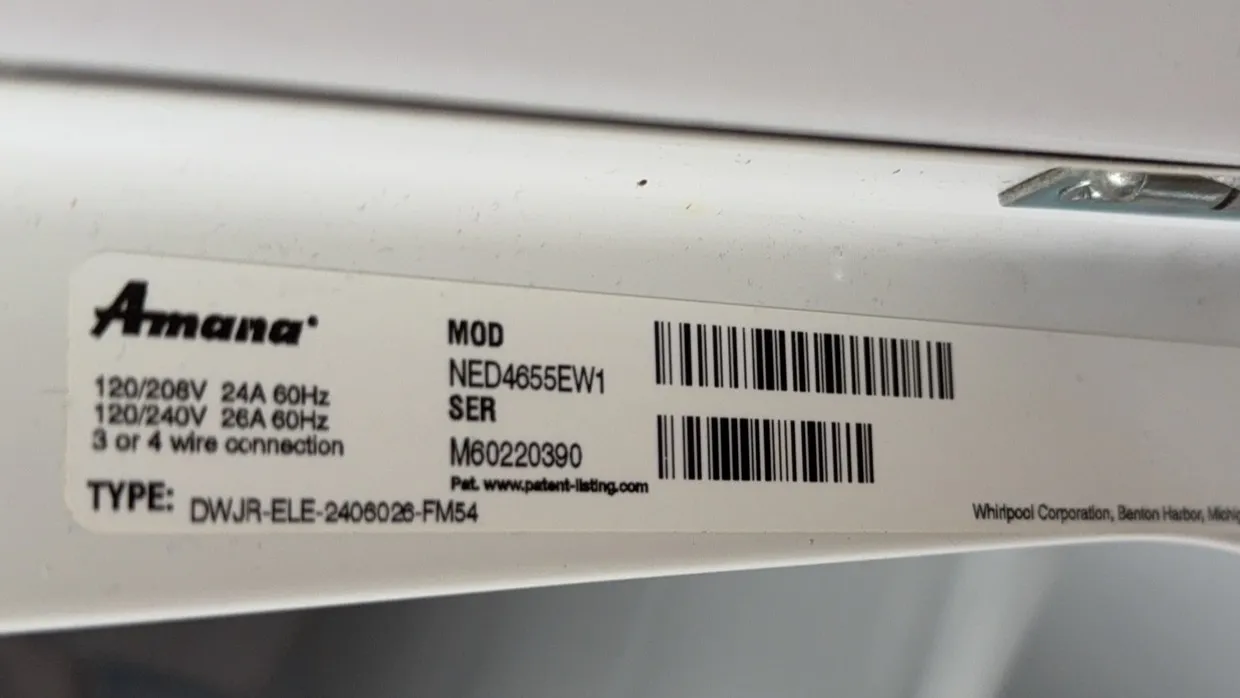 Amana
120/208V 24A 60Hz
120/240V 26A 60Hz
3 or 4 wire connection
TYPE: DWJR-ELE-2406026-FM54
MOD
NED4655EW1
SER
M60220390
Pat. www.patent-listing.com
Whirlpool Corporation, Benton Harbor,